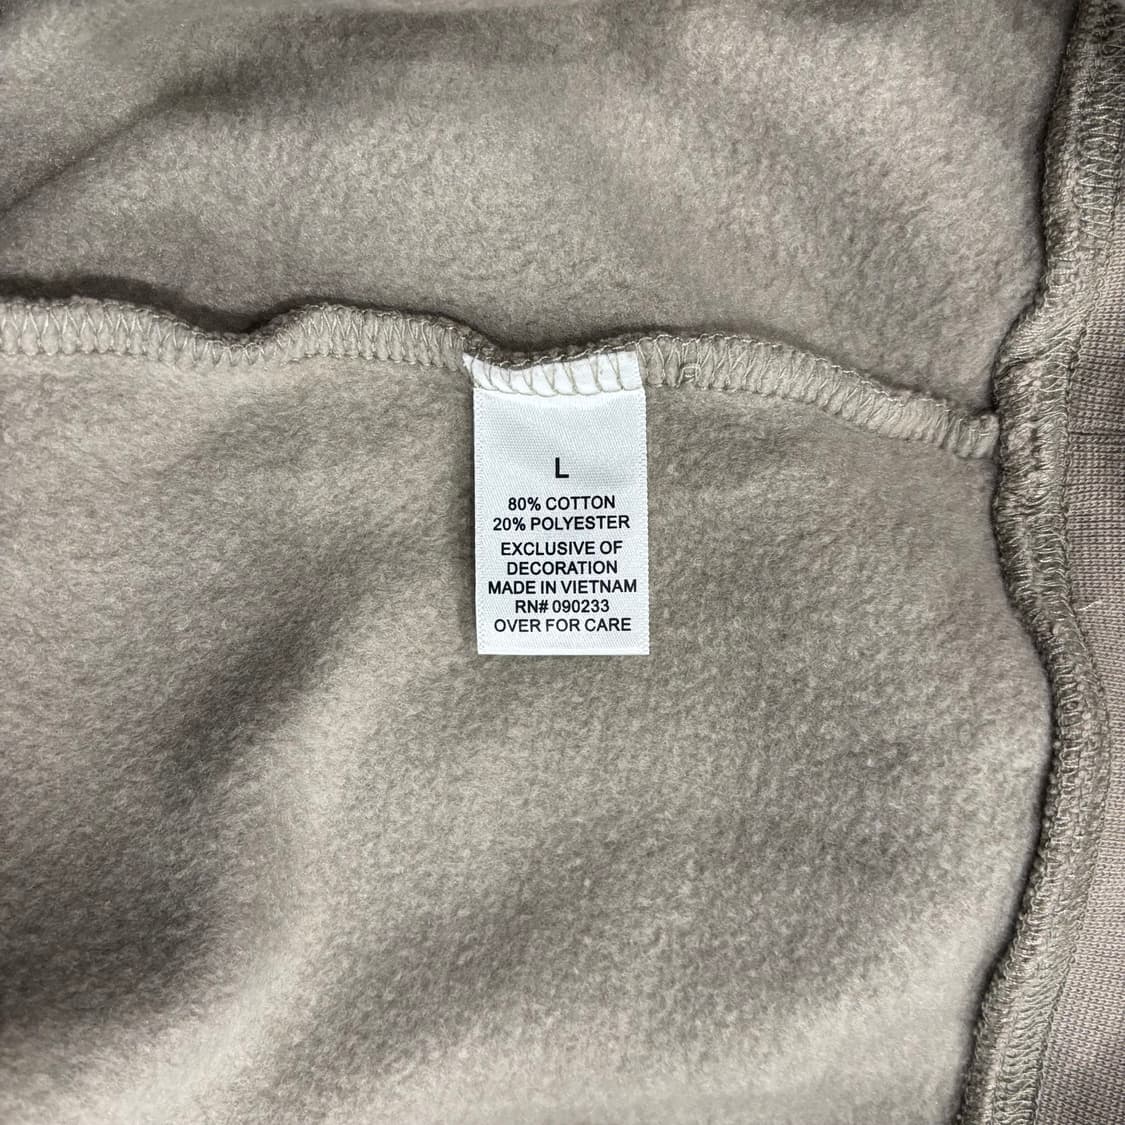 L
80% COTTON
20% POLYESTER
EXCLUSIVE OF
DECORATION
MADE IN VIETNAM
RN# 090233
OVER FOR CARE